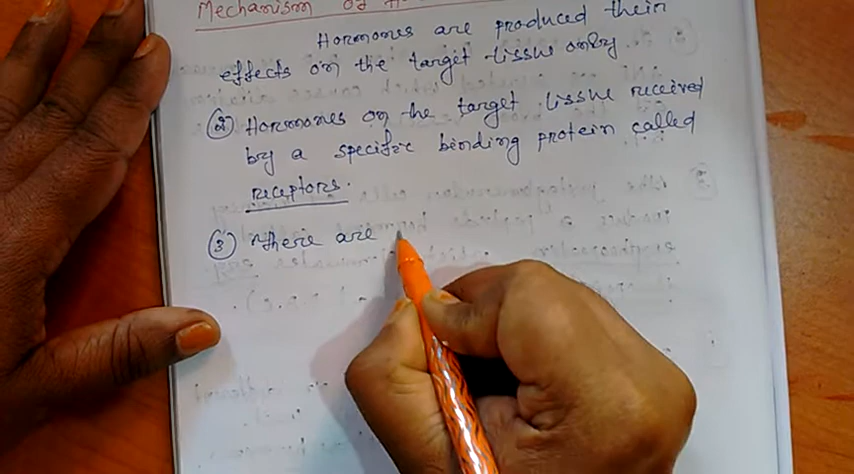 Mechanism of
Hormones are produced their
effects on the target tissue only
(2) Hormones on the target tissue received
by a specific binding protein called
receptors.
(3) There are